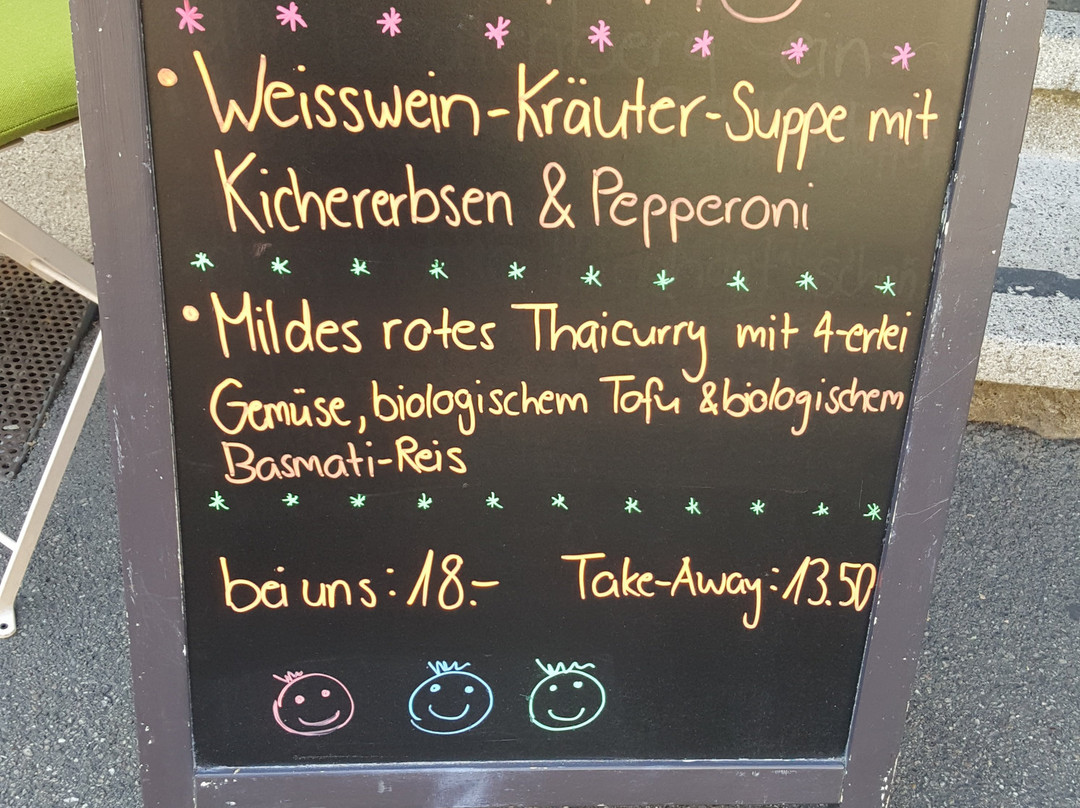 Weisswein-Kräuter-Suppe mit
Kichererbsen & Pepperoni
Mildes rotes Thaicurry mit 4-erlei
Gemüse, biologischem Tofu & biologischem
Basmati-Reis
bei uns: 18.- Take-Away: 13.50